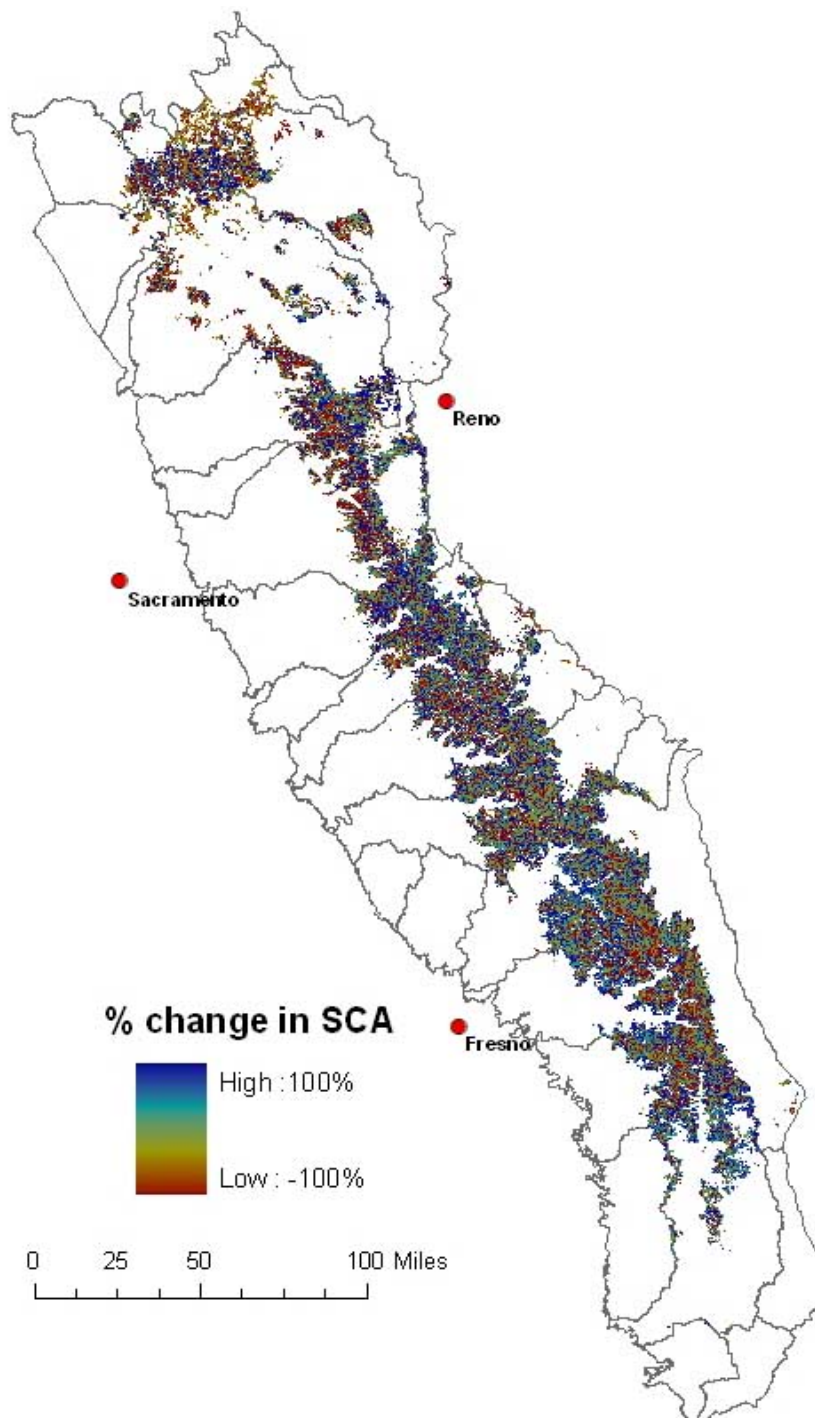 Reno
Sacramento
% change in SCA
Fresno
High :100%
Low : -100%
0 25 50 100 Miles